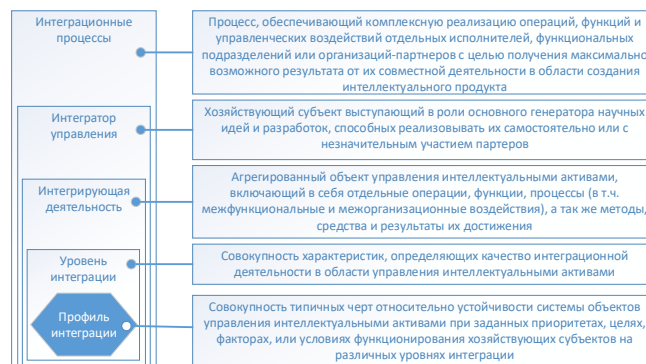 Интеграционные
процессы
Процесс, обеспечивающий комплексную реализацию операций, функций и
управленческих воздействий отдельных исполнителей, функциональных
подразделений или организаций-партнеров с целью получения максимально
возможного результата от их совместной деятельности в области создания
интеллектуального продукта
Интегратор
управления
Хозяйствующий субъект выступающий в роли основного генератора научных
идей и разработок, способных реализовывать их самостоятельно или с
незначительным участием партеров
Интегрирующая
деятельность
Агрегированный объект управления интеллектуальными активами,
включающий в себя отдельные операции, функции, процессы (в т.ч.
межфункциональные и межорганизационные воздействия), а так же методы,
средства и результаты их достижения
Уровень
интеграции
Совокупность характеристик, определяющих качество интеграционной
деятельности в области управления интеллектуальными активами
Профиль
интеграции
Совокупность типичных черт относительно устойчивости системы объектов
управления интеллектуальными активами при заданных приоритетах, целях,
факторах, или условиях функционирования хозяйствующих субъектов на
различных уровнях интеграции